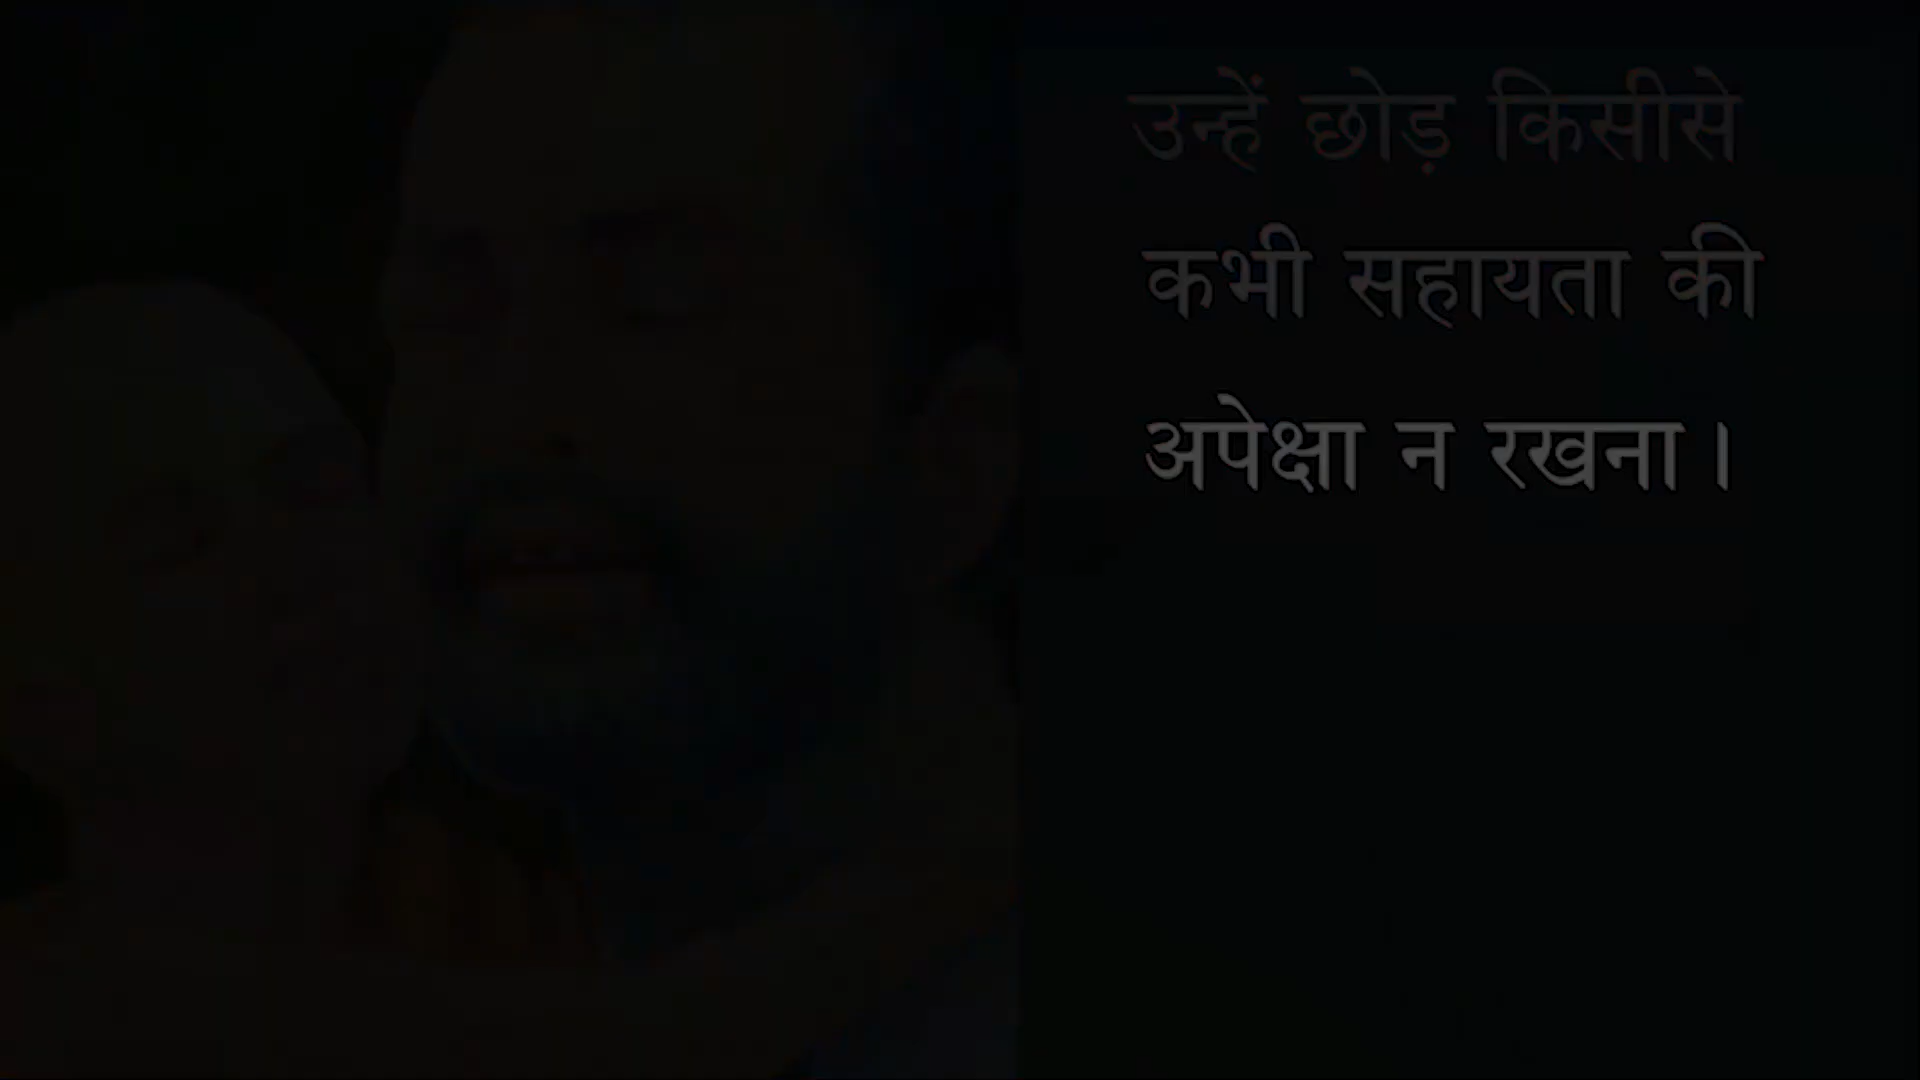 उन्हें छोड़ किसीसे
कभी सहायता की
अपेक्षा न रखना।